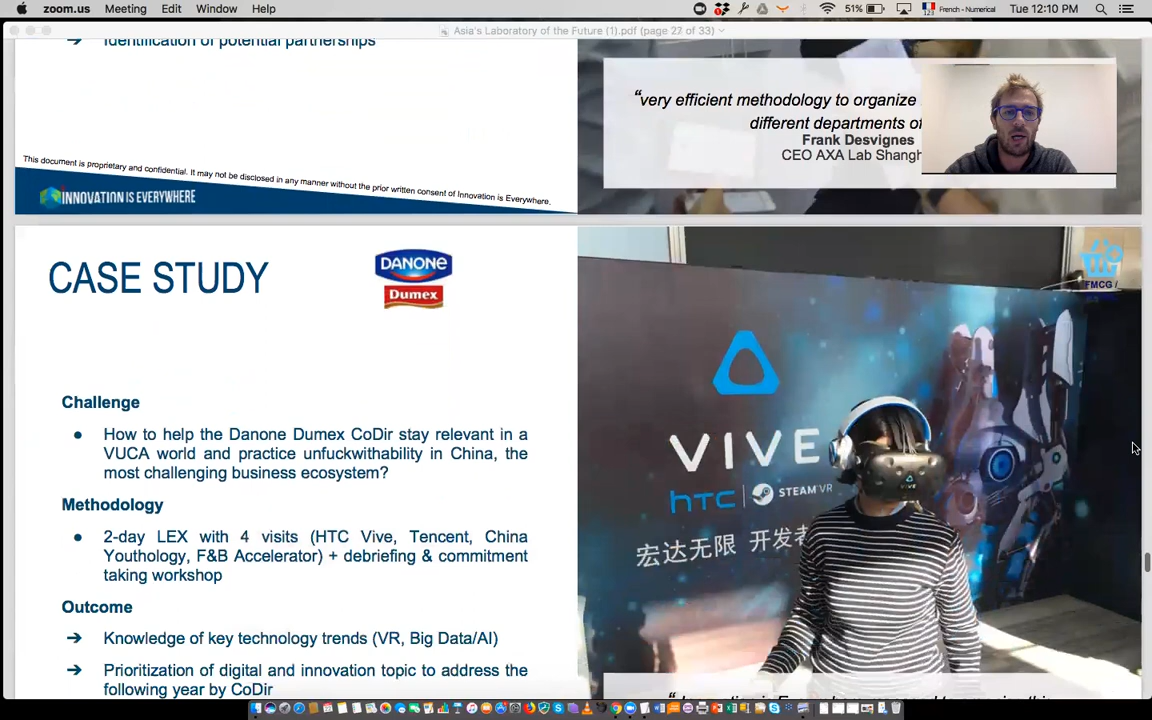 zoom.us Meeting Edit Window Help
51% French - Numerical Tue 12:10 PM
Asia's Laboratory of the Future (1).pdf (page 27 of 33)
Identification of potential partnerships
“very efficient methodology to organize
different departments of
Frank Desvignes
CEO AXA Lab Shangh
This document is proprietary and confidential. It may not be disclosed in any manner without the prior written consent of Innovation is Everywhere.
INNOVATION IS EVERYWHERE
CASE STUDY
DANONE
Dumex
Challenge
● How to help the Danone Dumex CoDir stay relevant in a
VUCA world and practice unfuckwithability in China, the
most challenging business ecosystem?
Methodology
● 2-day LEX with 4 visits (HTC Vive, Tencent, China
Youthology, F&B Accelerator) + debriefing & commitment
taking workshop
Outcome
➔ Knowledge of key technology trends (VR, Big Data/AI)
➔ Prioritization of digital and innovation topic to address the
following year by CoDir
FMCG /
VIVE
htc | STEAM VR
宏达无限 开发者
VIVE